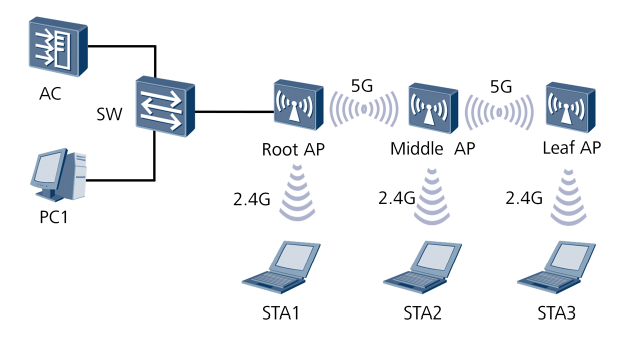 AC
SW
PC1
5G
5G
Root AP
Middle AP
Leaf AP
2.4G
2.4G
2.4G
STA1
STA2
STA3